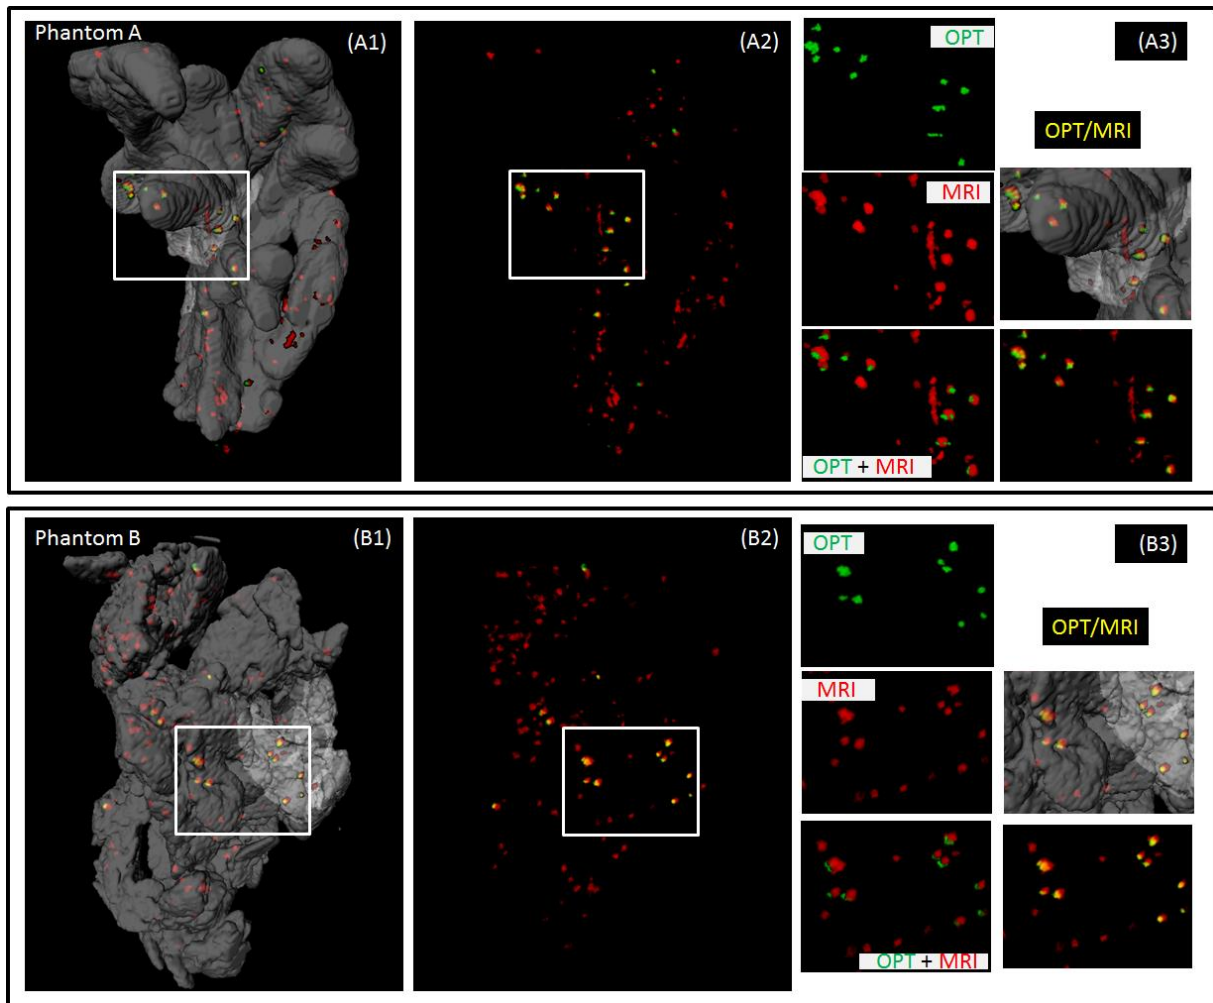 Phantom A
(A1)
(A2)
OPT
(A3)
OPT/MRI
MRI
OPT + MRI
Phantom B
(B1)
(B2)
OPT
(B3)
OPT/MRI
MRI
OPT + MRI